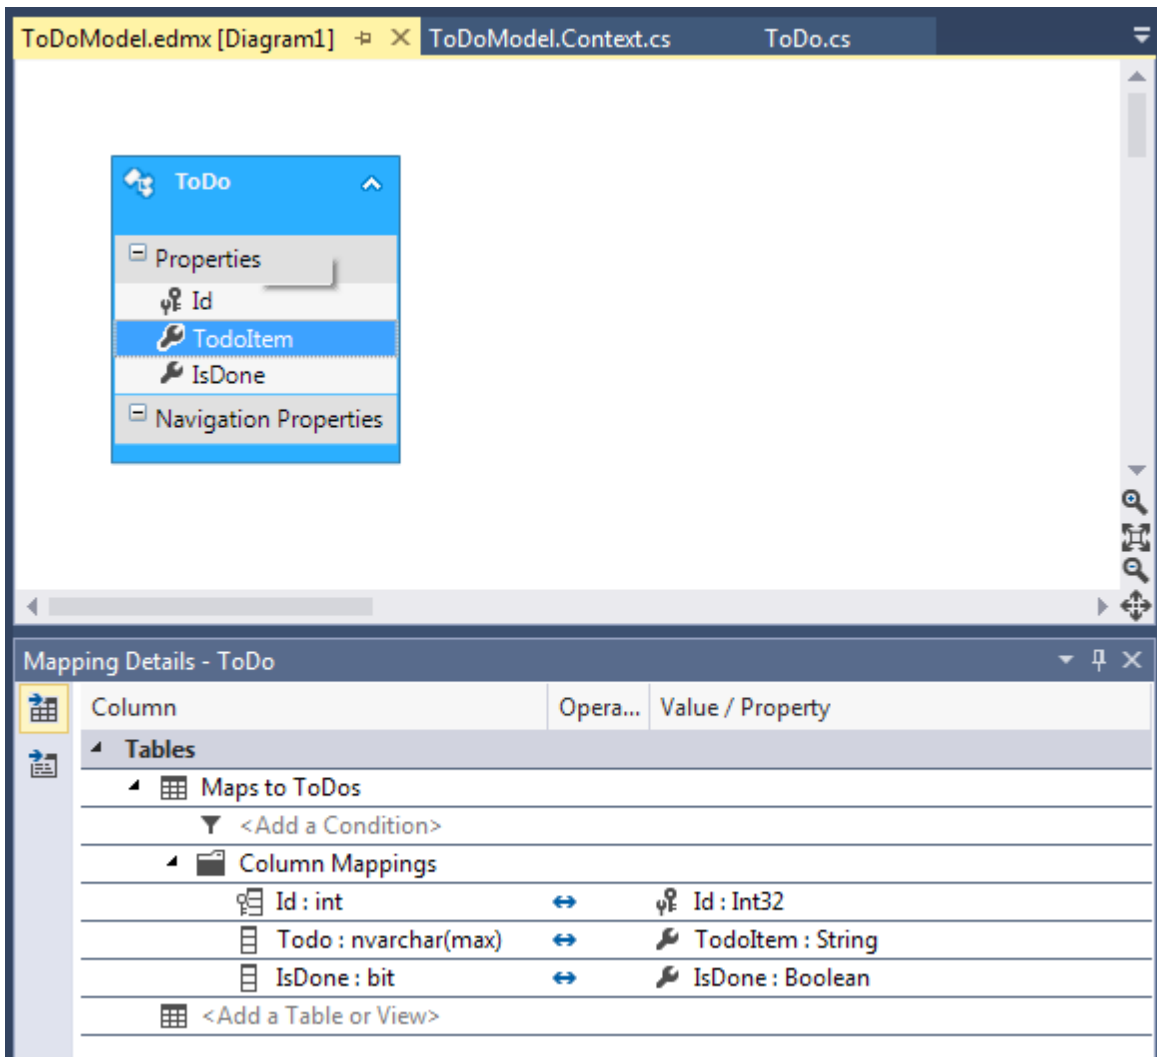 ToDoModel.edmx [Diagram1] ToDoModel.Context.cs ToDo.cs
ToDo
Properties
Id
TodoItem
IsDone
Navigation Properties
Mapping Details - ToDo
Column Opera... Value / Property
Tables
Maps to ToDos
<Add a Condition>
Column Mappings
Id : int Id : Int32
Todo : nvarchar(max) TodoItem : String
IsDone : bit IsDone : Boolean
<Add a Table or View>